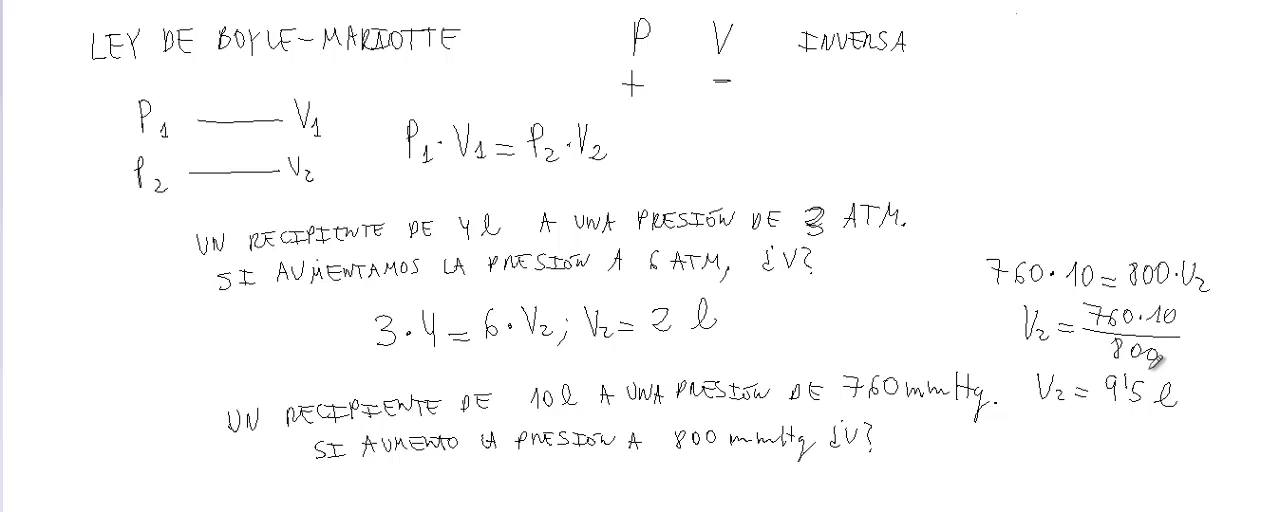 LEY DE BOYLE-MARIOTTE
P V INVERSA
+ -
P₁ —— V₁
P₂ —— V₂
P₁·V₁=P₂·V₂
UN RECIPIENTE DE 4 l A UNA PRESIÓN DE 3 ATM.
SI AUMENTAMOS LA PRESIÓN A 6 ATM, ¿V?
3·4=6·V₂; V₂=2 l
UN RECIPIENTE DE 10 l A UNA PRESIÓN DE 760 mmHg.
SI AUMENTO LA PRESIÓN A 800 mmHg ¿V?
760·10=800·V₂
V₂=760·10/800
V₂=9'5 l